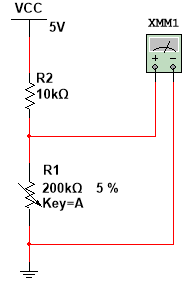 VCC
5V
XMM1
R2
10kΩ
R1
200kΩ 5 %
Key=A